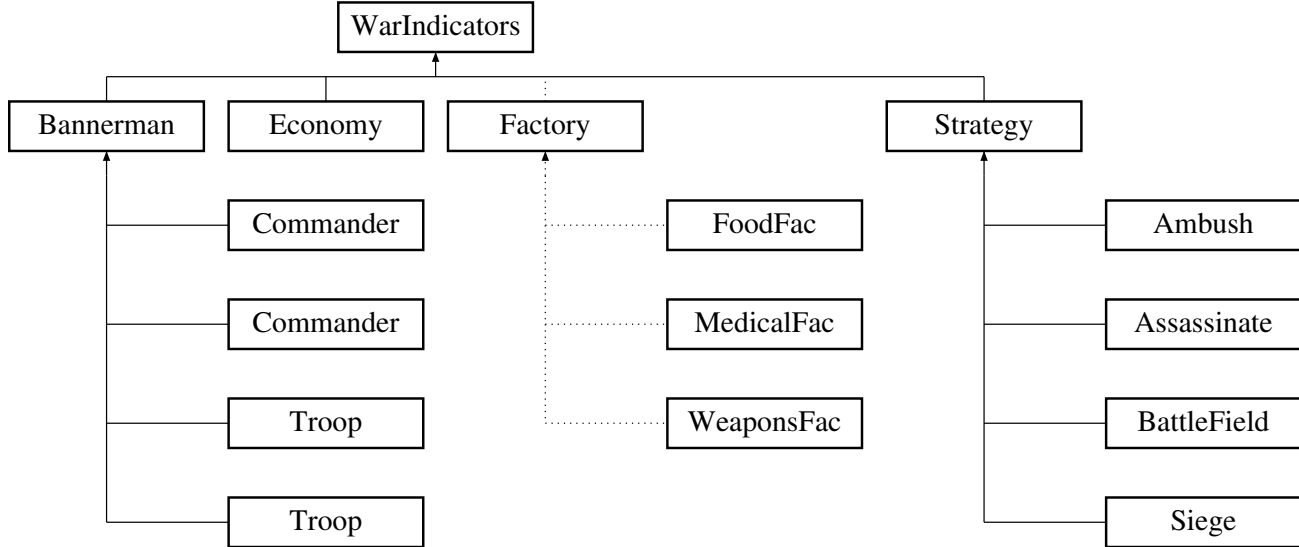 WarIndicators
Bannerman
Economy
Factory
Strategy
Commander
FoodFac
Ambush
Commander
MedicalFac
Assassinate
Troop
WeaponsFac
BattleField
Troop
Siege